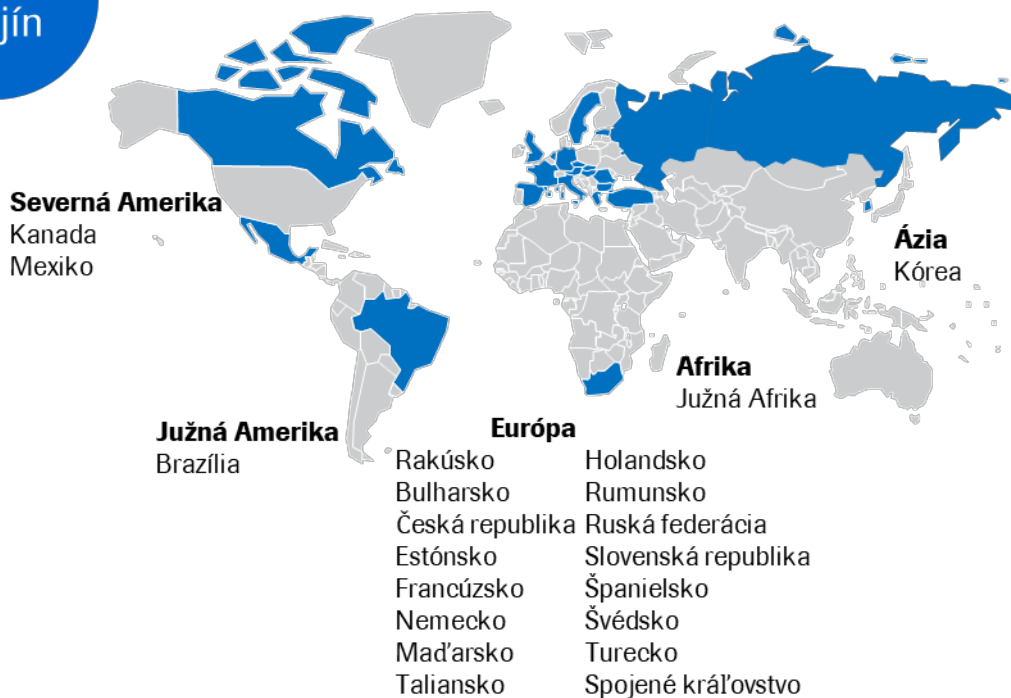 jín
Severná Amerika
Kanada
Mexiko
Ázia
Kórea
Afrika
Južná Afrika
Južná Amerika
Brazília
Európa
Rakúsko Holandsko
Bulharsko Rumunsko
Česká republika Ruská federácia
Estónsko Slovenská republika
Francúzsko Španielsko
Nemecko Švédsko
Maďarsko Turecko
Taliansko Spojené kráľovstvo